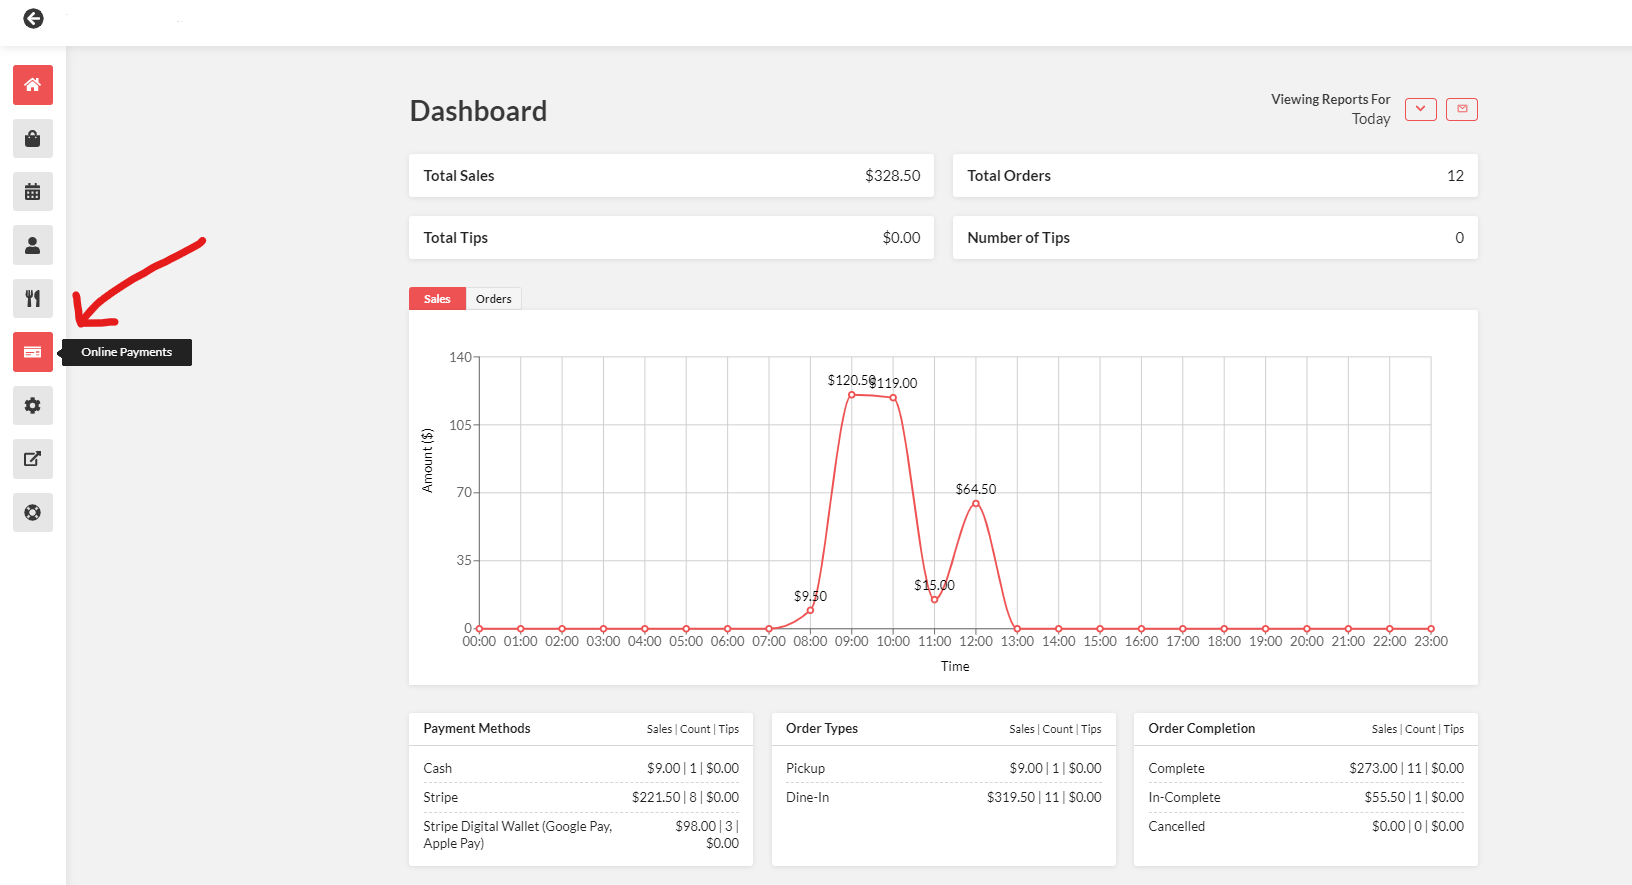 Dashboard
Viewing Reports For
Today
Total Sales $328.50
Total Orders 12
Total Tips $0.00
Number of Tips 0
Sales Orders
Online Payments
140
105
70
35
0
Amount ($)
$9.50
$120.50
$119.00
$15.00
$64.50
00:00 01:00 02:00 03:00 04:00 05:00 06:00 07:00 08:00 09:00 10:00 11:00 12:00 13:00 14:00 15:00 16:00 17:00 18:00 19:00 20:00 21:00 22:00 23:00
Time
Payment Methods Sales | Count | Tips
Cash $9.00 | 1 | $0.00
Stripe $221.50 | 8 | $0.00
Stripe Digital Wallet (Google Pay, $98.00 | 3 |
Apple Pay) $0.00
Order Types Sales | Count | Tips
Pickup $9.00 | 1 | $0.00
Dine-In $319.50 | 11 | $0.00
Order Completion Sales | Count | Tips
Complete $273.00 | 11 | $0.00
In-Complete $55.50 | 1 | $0.00
Cancelled $0.00 | 0 | $0.00